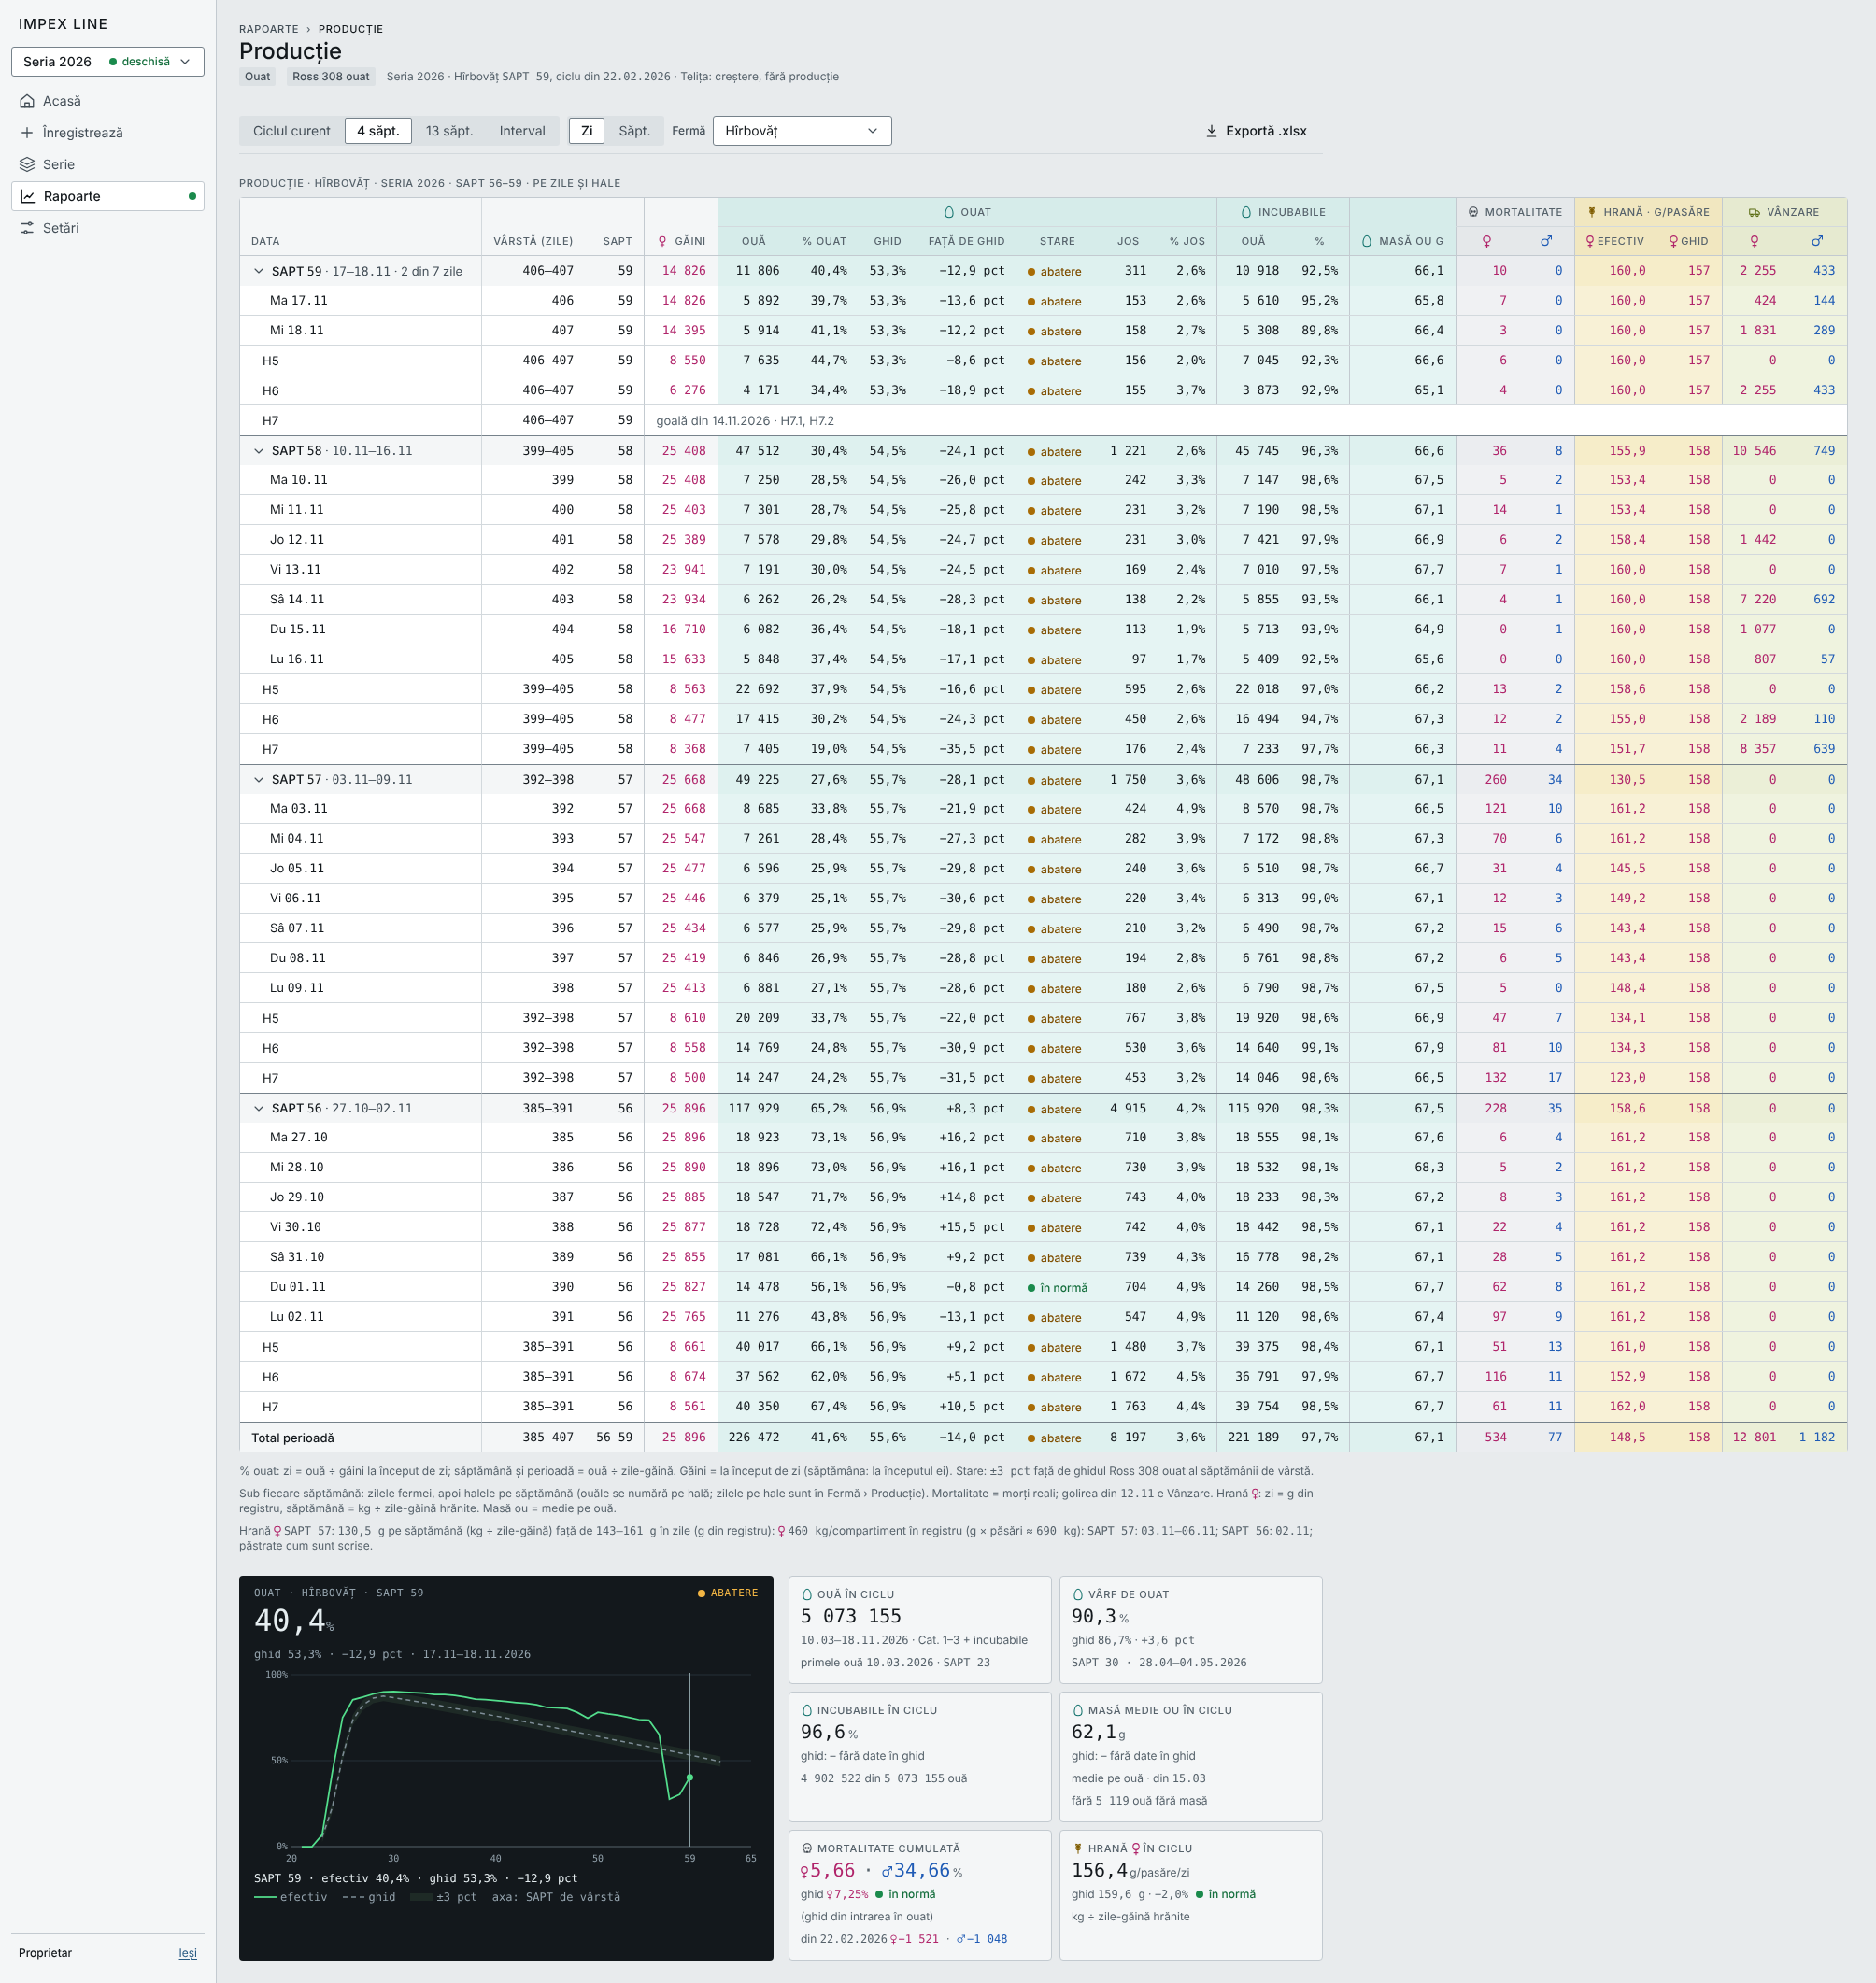 IMPEX LINE
Seria 2026 deschisă
Acasă
Înregistrează
Serie
Rapoarte
Setări
RAPOARTE › PRODUCȚIE
Producție
Ouat Ross 308 ouat Seria 2026 · Hîrbovăț SAPT 59, ciclu din 22.02.2026 · Telița: creștere, fără producție
Ciclul curent 4 săpt. 13 săpt. Interval Zi Săpt. Fermă Hîrbovăț Exportă .xlsx
PRODUCȚIE · HÎRBOVĂȚ · SERIA 2026 · SAPT 56–59 · PE ZILE ȘI HALE
OUAT INCUBABILE MORTALITATE HRANĂ · G/PASĂRE VÂNZARE
DATA VÂRSTĂ (ZILE) SAPT ♀ GĂINI OUĂ % OUAT GHID FAȚĂ DE GHID STARE JOS % JOS OUĂ % MASĂ OU G ♀ ♂ ♀ EFECTIV ♀ GHID ♀ ♂
SAPT 59 · 17–18.11 · 2 din 7 zile 406–407 59 14 826 11 806 40,4% 53,3% −12,9 pct abatere 311 2,6% 10 918 92,5% 66,1 10 0 160,0 157 2 255 433
Ma 17.11 406 59 14 826 5 892 39,7% 53,3% −13,6 pct abatere 153 2,6% 5 610 95,2% 65,8 7 0 160,0 157 424 144
Mi 18.11 407 59 14 395 5 914 41,1% 53,3% −12,2 pct abatere 158 2,7% 5 308 89,8% 66,4 3 0 160,0 157 1 831 289
H5 406–407 59 8 550 7 635 44,7% 53,3% −8,6 pct abatere 156 2,0% 7 045 92,3% 66,6 6 0 160,0 157 0 0
H6 406–407 59 6 276 4 171 34,4% 53,3% −18,9 pct abatere 155 3,7% 3 873 92,9% 65,1 4 0 160,0 157 2 255 433
H7 406–407 59 goală din 14.11.2026 · H7.1, H7.2
SAPT 58 · 10.11–16.11 399–405 58 25 408 47 512 30,4% 54,5% −24,1 pct abatere 1 221 2,6% 45 745 96,3% 66,6 36 8 155,9 158 10 546 749
Ma 10.11 399 58 25 408 7 250 28,5% 54,5% −26,0 pct abatere 242 3,3% 7 147 98,6% 67,5 5 2 153,4 158 0 0
Mi 11.11 400 58 25 403 7 301 28,7% 54,5% −25,8 pct abatere 231 3,2% 7 190 98,5% 67,1 14 1 153,4 158 0 0
Jo 12.11 401 58 25 389 7 578 29,8% 54,5% −24,7 pct abatere 231 3,0% 7 421 97,9% 66,9 6 2 158,4 158 1 442 0
Vi 13.11 402 58 23 941 7 191 30,0% 54,5% −24,5 pct abatere 169 2,4% 7 010 97,5% 67,7 7 1 160,0 158 0 0
Sâ 14.11 403 58 23 934 6 262 26,2% 54,5% −28,3 pct abatere 138 2,2% 5 855 93,5% 66,1 4 1 160,0 158 7 220 692
Du 15.11 404 58 16 710 6 082 36,4% 54,5% −18,1 pct abatere 113 1,9% 5 713 93,9% 64,9 0 1 160,0 158 1 077 0
Lu 16.11 405 58 15 633 5 848 37,4% 54,5% −17,1 pct abatere 97 1,7% 5 409 92,5% 65,6 0 0 160,0 158 807 57
H5 399–405 58 8 563 22 692 37,9% 54,5% −16,6 pct abatere 595 2,6% 22 018 97,0% 66,2 13 2 158,6 158 0 0
H6 399–405 58 8 477 17 415 30,2% 54,5% −24,3 pct abatere 450 2,6% 16 494 94,7% 67,3 12 2 155,0 158 2 189 110
H7 399–405 58 8 368 7 405 19,0% 54,5% −35,5 pct abatere 176 2,4% 7 233 97,7% 66,3 11 4 151,7 158 8 357 639
SAPT 57 · 03.11–09.11 392–398 57 25 668 49 225 27,6% 55,7% −28,1 pct abatere 1 750 3,6% 48 606 98,7% 67,1 260 34 130,5 158 0 0
Ma 03.11 392 57 25 668 8 685 33,8% 55,7% −21,9 pct abatere 424 4,9% 8 570 98,7% 66,5 121 10 161,2 158 0 0
Mi 04.11 393 57 25 547 7 261 28,4% 55,7% −27,3 pct abatere 282 3,9% 7 172 98,8% 67,3 70 6 161,2 158 0 0
Jo 05.11 394 57 25 477 6 596 25,9% 55,7% −29,8 pct abatere 240 3,6% 6 510 98,7% 66,7 31 4 145,5 158 0 0
Vi 06.11 395 57 25 446 6 379 25,1% 55,7% −30,6 pct abatere 220 3,4% 6 313 99,0% 67,1 12 3 149,2 158 0 0
Sâ 07.11 396 57 25 434 6 577 25,9% 55,7% −29,8 pct abatere 210 3,2% 6 490 98,7% 67,2 15 6 143,4 158 0 0
Du 08.11 397 57 25 419 6 846 26,9% 55,7% −28,8 pct abatere 194 2,8% 6 761 98,8% 67,2 6 5 143,4 158 0 0
Lu 09.11 398 57 25 413 6 881 27,1% 55,7% −28,6 pct abatere 180 2,6% 6 790 98,7% 67,5 5 0 148,4 158 0 0
H5 392–398 57 8 610 20 209 33,7% 55,7% −22,0 pct abatere 767 3,8% 19 920 98,6% 66,9 47 7 134,1 158 0 0
H6 392–398 57 8 558 14 769 24,8% 55,7% −30,9 pct abatere 530 3,6% 14 640 99,1% 67,9 81 10 134,3 158 0 0
H7 392–398 57 8 500 14 247 24,2% 55,7% −31,5 pct abatere 453 3,2% 14 046 98,6% 66,5 132 17 123,0 158 0 0
SAPT 56 · 27.10–02.11 385–391 56 25 896 117 929 65,2% 56,9% +8,3 pct abatere 4 915 4,2% 115 920 98,3% 67,5 228 35 158,6 158 0 0
Ma 27.10 385 56 25 896 18 923 73,1% 56,9% +16,2 pct abatere 710 3,8% 18 555 98,1% 67,6 6 4 161,2 158 0 0
Mi 28.10 386 56 25 890 18 896 73,0% 56,9% +16,1 pct abatere 730 3,9% 18 532 98,1% 68,3 5 2 161,2 158 0 0
Jo 29.10 387 56 25 885 18 547 71,7% 56,9% +14,8 pct abatere 743 4,0% 18 233 98,3% 67,2 8 3 161,2 158 0 0
Vi 30.10 388 56 25 877 18 728 72,4% 56,9% +15,5 pct abatere 742 4,0% 18 442 98,5% 67,1 22 4 161,2 158 0 0
Sâ 31.10 389 56 25 855 17 081 66,1% 56,9% +9,2 pct abatere 739 4,3% 16 778 98,2% 67,1 28 5 161,2 158 0 0
Du 01.11 390 56 25 827 14 478 56,1% 56,9% −0,8 pct în normă 704 4,9% 14 260 98,5% 67,7 62 8 161,2 158 0 0
Lu 02.11 391 56 25 765 11 276 43,8% 56,9% −13,1 pct abatere 547 4,9% 11 120 98,6% 67,4 97 9 161,2 158 0 0
H5 385–391 56 8 661 40 017 66,1% 56,9% +9,2 pct abatere 1 480 3,7% 39 375 98,4% 67,1 51 13 161,0 158 0 0
H6 385–391 56 8 674 37 562 62,0% 56,9% +5,1 pct abatere 1 672 4,5% 36 791 97,9% 67,7 116 11 152,9 158 0 0
H7 385–391 56 8 561 40 350 67,4% 56,9% +10,5 pct abatere 1 763 4,4% 39 754 98,5% 67,7 61 11 162,0 158 0 0
Total perioadă 385–407 56–59 25 896 226 472 41,6% 55,6% −14,0 pct abatere 8 197 3,6% 221 189 97,7% 67,1 534 77 148,5 158 12 801 1 182
% ouat: zi = ouă ÷ găini la început de zi; săptămână și perioadă = ouă ÷ zile-găină. Găini = la început de zi (săptămâna: la începutul ei). Stare: ±3 pct față de ghidul Ross 308 ouat al săptămânii de vârstă.
Sub fiecare săptămână: zilele fermei, apoi halele pe săptămână (ouăle se numără pe hală; zilele pe hale sunt în Fermă › Producție). Mortalitate = morți reali; golirea din 12.11 e Vânzare. Hrană ♀: zi = g din
registru, săptămână = kg ÷ zile-găină hrănite. Masă ou = medie pe ouă.
Hrană ♀ SAPT 57: 130,5 g pe săptămână (kg ÷ zile-găină) față de 143–161 g în zile (g din registru): ♀ 460 kg/compartiment în registru (g × păsări ≈ 690 kg): SAPT 57: 03.11–06.11; SAPT 56: 02.11;
păstrate cum sunt scrise.
OUAT · HÎRBOVĂȚ · SAPT 59 ABATERE
40,4%
ghid 53,3% · −12,9 pct · 17.11–18.11.2026
100%
50%
0%
20 30 40 50 59 65
SAPT 59 · efectiv 40,4% · ghid 53,3% · −12,9 pct
efectiv ghid ±3 pct axa: SAPT de vârstă
OUĂ ÎN CICLU
5 073 155
10.03–18.11.2026 · Cat. 1–3 + incubabile
primele ouă 10.03.2026 · SAPT 23
VÂRF DE OUAT
90,3 %
ghid 86,7% · +3,6 pct
SAPT 30 · 28.04–04.05.2026
INCUBABILE ÎN CICLU
96,6 %
ghid: – fără date în ghid
4 902 522 din 5 073 155 ouă
MASĂ MEDIE OU ÎN CICLU
62,1 g
ghid: – fără date în ghid
medie pe ouă · din 15.03
fără 5 119 ouă fără masă
MORTALITATE CUMULATĂ
♀5,66 · ♂34,66 %
ghid ♀7,25% în normă
(ghid din intrarea în ouat)
din 22.02.2026 ♀−1 521 · ♂−1 048
HRANĂ ♀ ÎN CICLU
156,4 g/pasăre/zi
ghid 159,6 g · −2,0% în normă
kg ÷ zile-găină hrănite
Proprietar Ieși